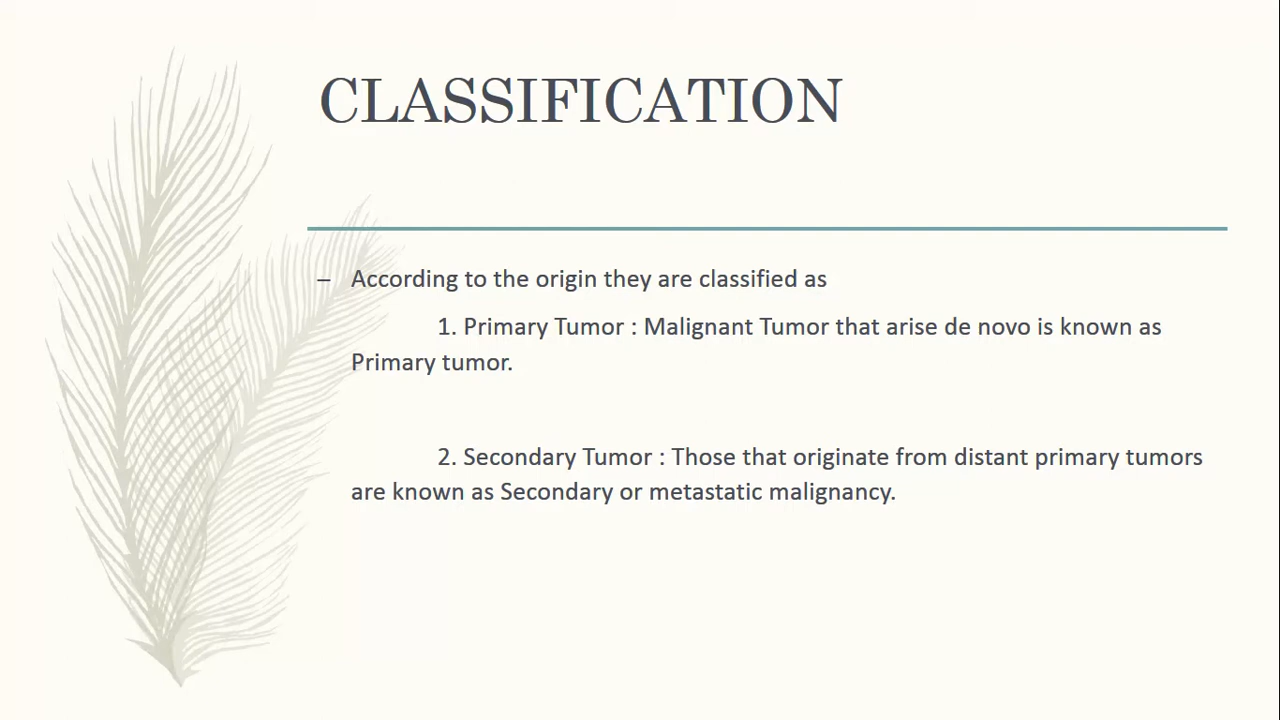 CLASSIFICATION
– According to the origin they are classified as
1. Primary Tumor : Malignant Tumor that arise de novo is known as
Primary tumor.
2. Secondary Tumor : Those that originate from distant primary tumors
are known as Secondary or metastatic malignancy.